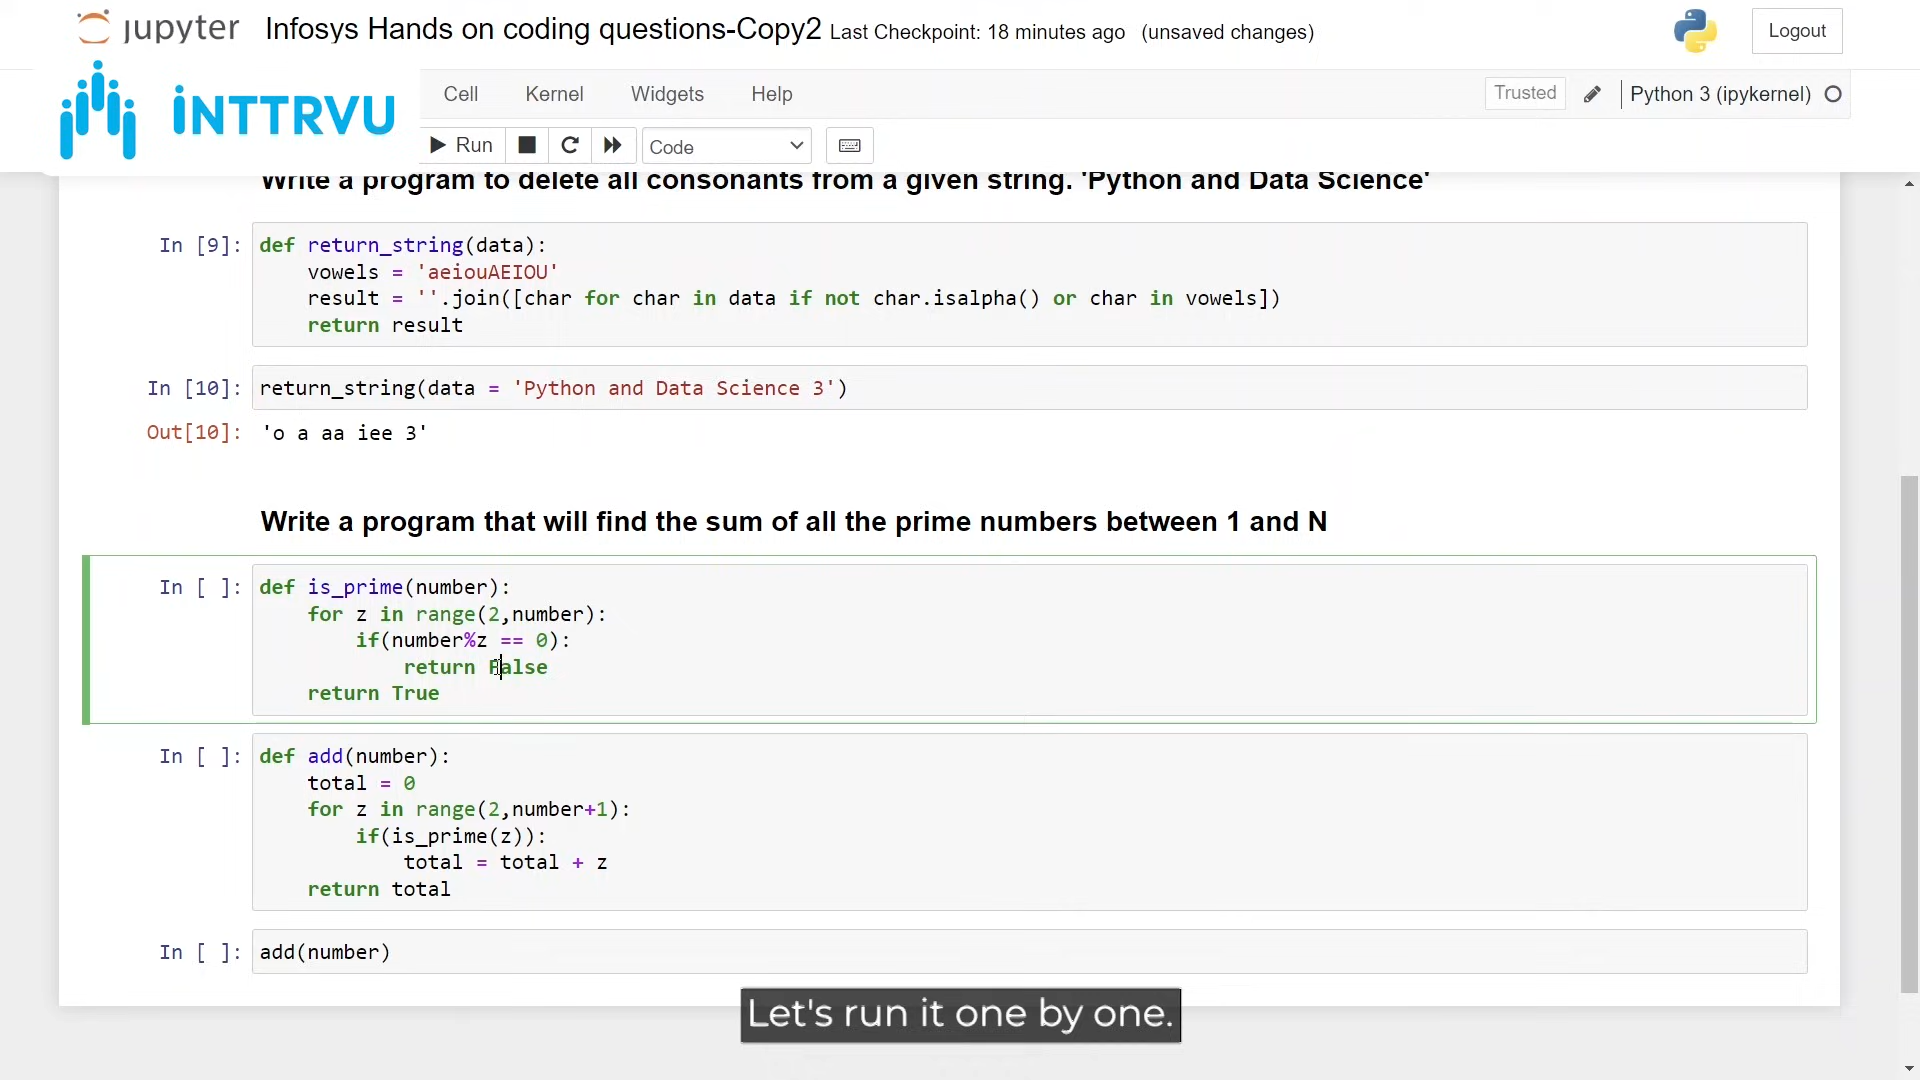 jupyter Infosys Hands on coding questions-Copy2 Last Checkpoint: 18 minutes ago (unsaved changes) Logout
INTTRVU
Cell Kernel Widgets Help Trusted Python 3 (ipykernel)
Run Code
Write a program to delete all consonants from a given string. 'Python and Data Science'
In [9]: def return_string(data):
vowels = 'aeiouAEIOU'
result = ''.join([char for char in data if not char.isalpha() or char in vowels])
return result
In [10]: return_string(data = 'Python and Data Science 3')
Out[10]: 'o a aa iee 3'
Write a program that will find the sum of all the prime numbers between 1 and N
In [ ]: def is_prime(number):
for z in range(2,number):
if(number%z == 0):
return False
return True
In [ ]: def add(number):
total = 0
for z in range(2,number+1):
if(is_prime(z)):
total = total + z
return total
In [ ]: add(number)
Let's run it one by one.